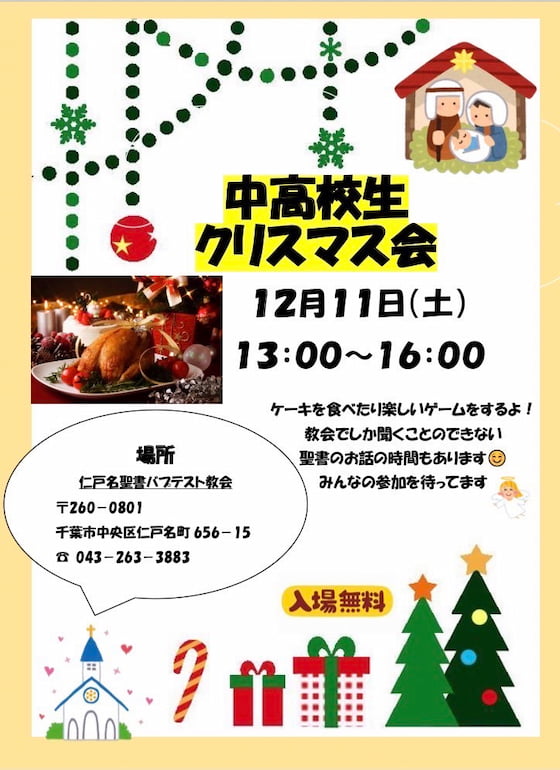 中高校生
クリスマス会
12月11日(土)
13:00～16:00
ケーキを食べたり楽しいゲームをするよ!
教会でしか聞くことのできない
聖書のお話の時間もあります😊
みんなの参加を待ってます
場所
仁戸名聖書バプテスト教会
〒260-0801
千葉市中央区仁戸名町656-15
☎ 043-263-3883
入場無料